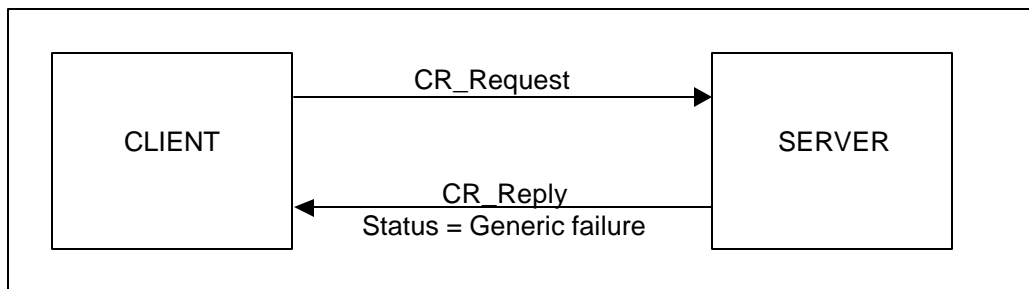 CR_Request
CLIENT
SERVER
CR_Reply
Status = Generic failure